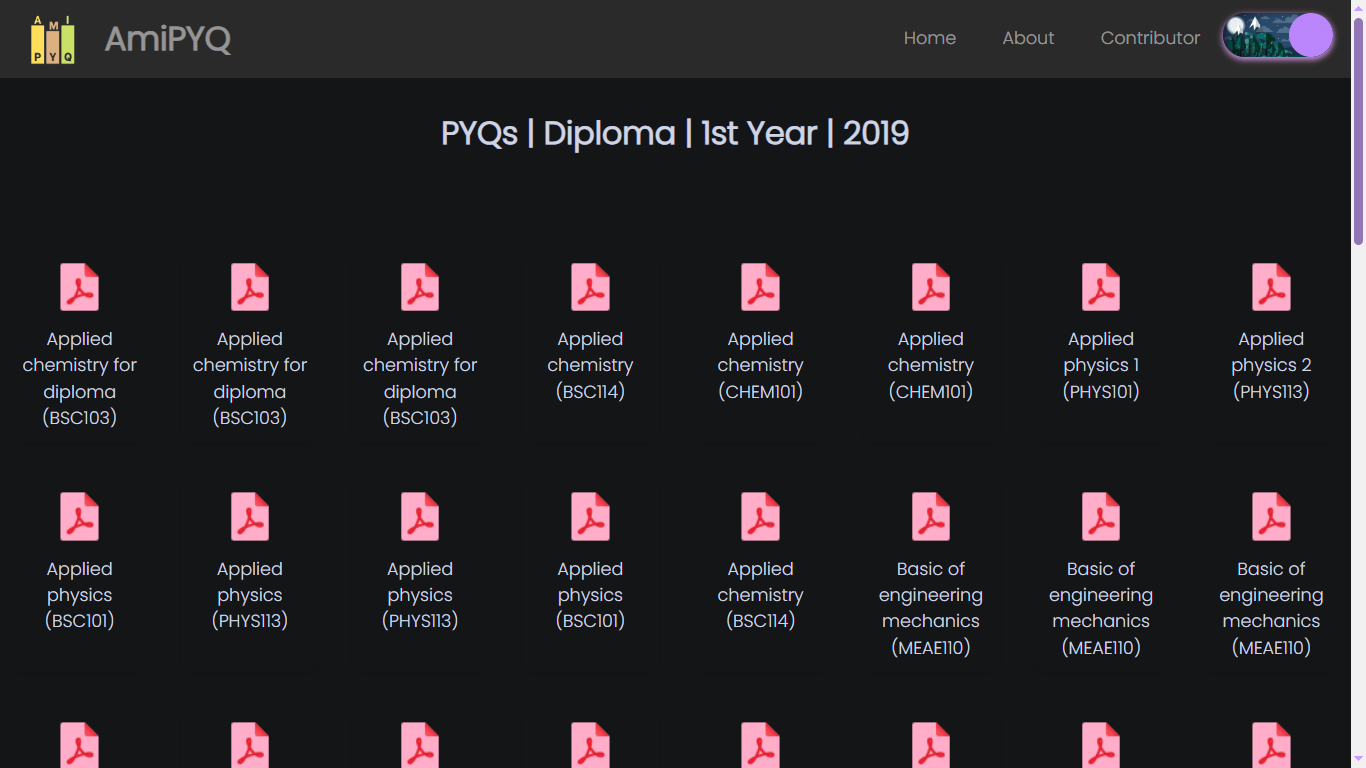 A M I
P Y Q
AmiPYQ
Home
About
Contributor
PYQs | Diploma | 1st Year | 2019
Applied
chemistry for
diploma
(BSC103)
Applied
chemistry for
diploma
(BSC103)
Applied
chemistry for
diploma
(BSC103)
Applied
chemistry
(BSC114)
Applied
chemistry
(CHEM101)
Applied
chemistry
(CHEM101)
Applied
physics 1
(PHYS101)
Applied
physics 2
(PHYS113)
Applied
physics
(BSC101)
Applied
physics
(PHYS113)
Applied
physics
(PHYS113)
Applied
physics
(BSC101)
Applied
chemistry
(BSC114)
Basic of
engineering
mechanics
(MEAE110)
Basic of
engineering
mechanics
(MEAE110)
Basic of
engineering
mechanics
(MEAE110)